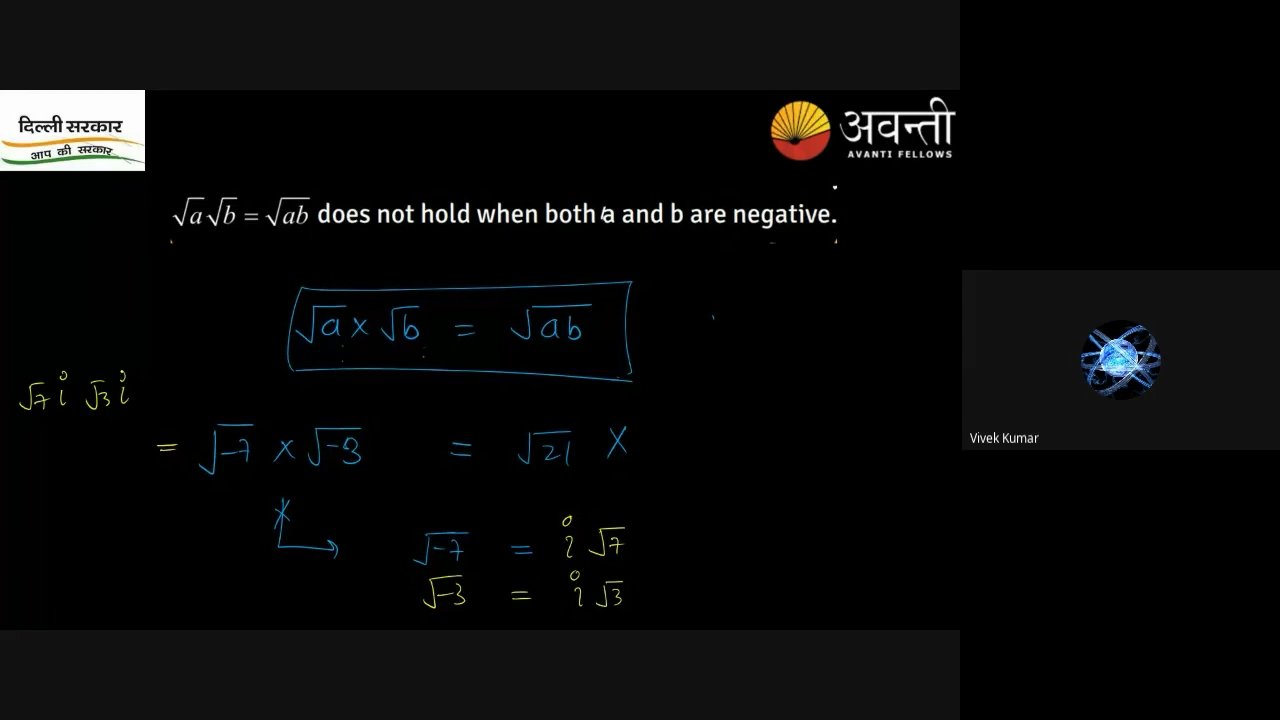 दिल्ली सरकार
आप की सरकार
अवन्ती
AVANTI FELLOWS
√a√b = √ab does not hold when both a and b are negative.
√a × √b = √ab
√7 i √3 i
= √-7 × √-3 = √21 X
√-7 = i √7
√-3 = i √3
Vivek Kumar